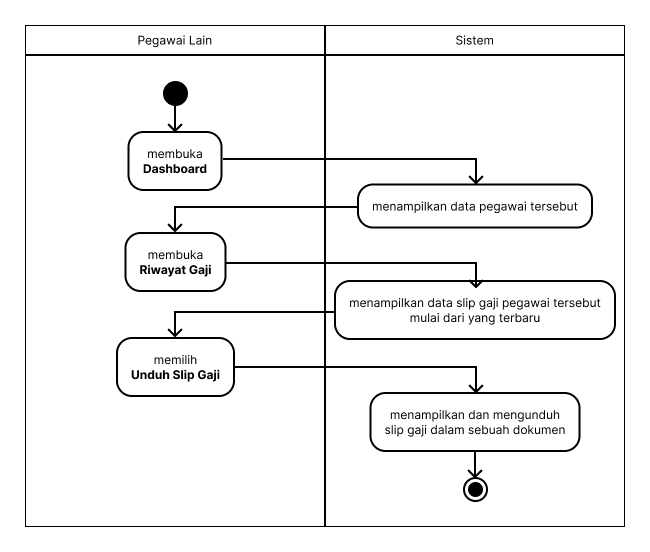 Pegawai Lain
Sistem
membuka
Dashboard
menampilkan data pegawai tersebut
membuka
Riwayat Gaji
menampilkan data slip gaji pegawai tersebut
mulai dari yang terbaru
memilih
Unduh Slip Gaji
menampilkan dan mengunduh
slip gaji dalam sebuah dokumen